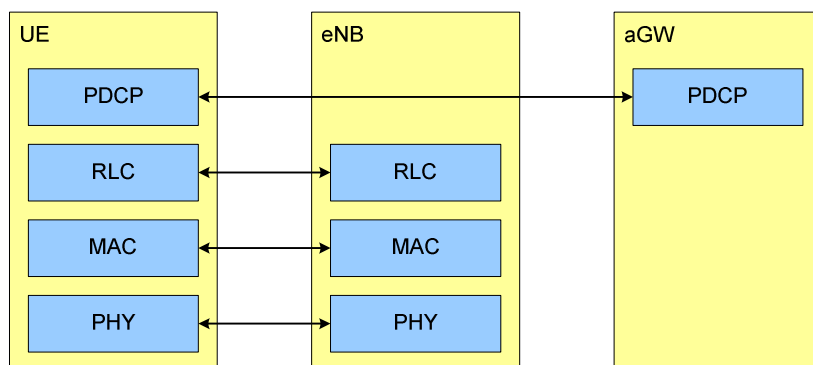 UE
eNB
aGW
PDCP
PDCP
RLC
RLC
MAC
MAC
PHY
PHY